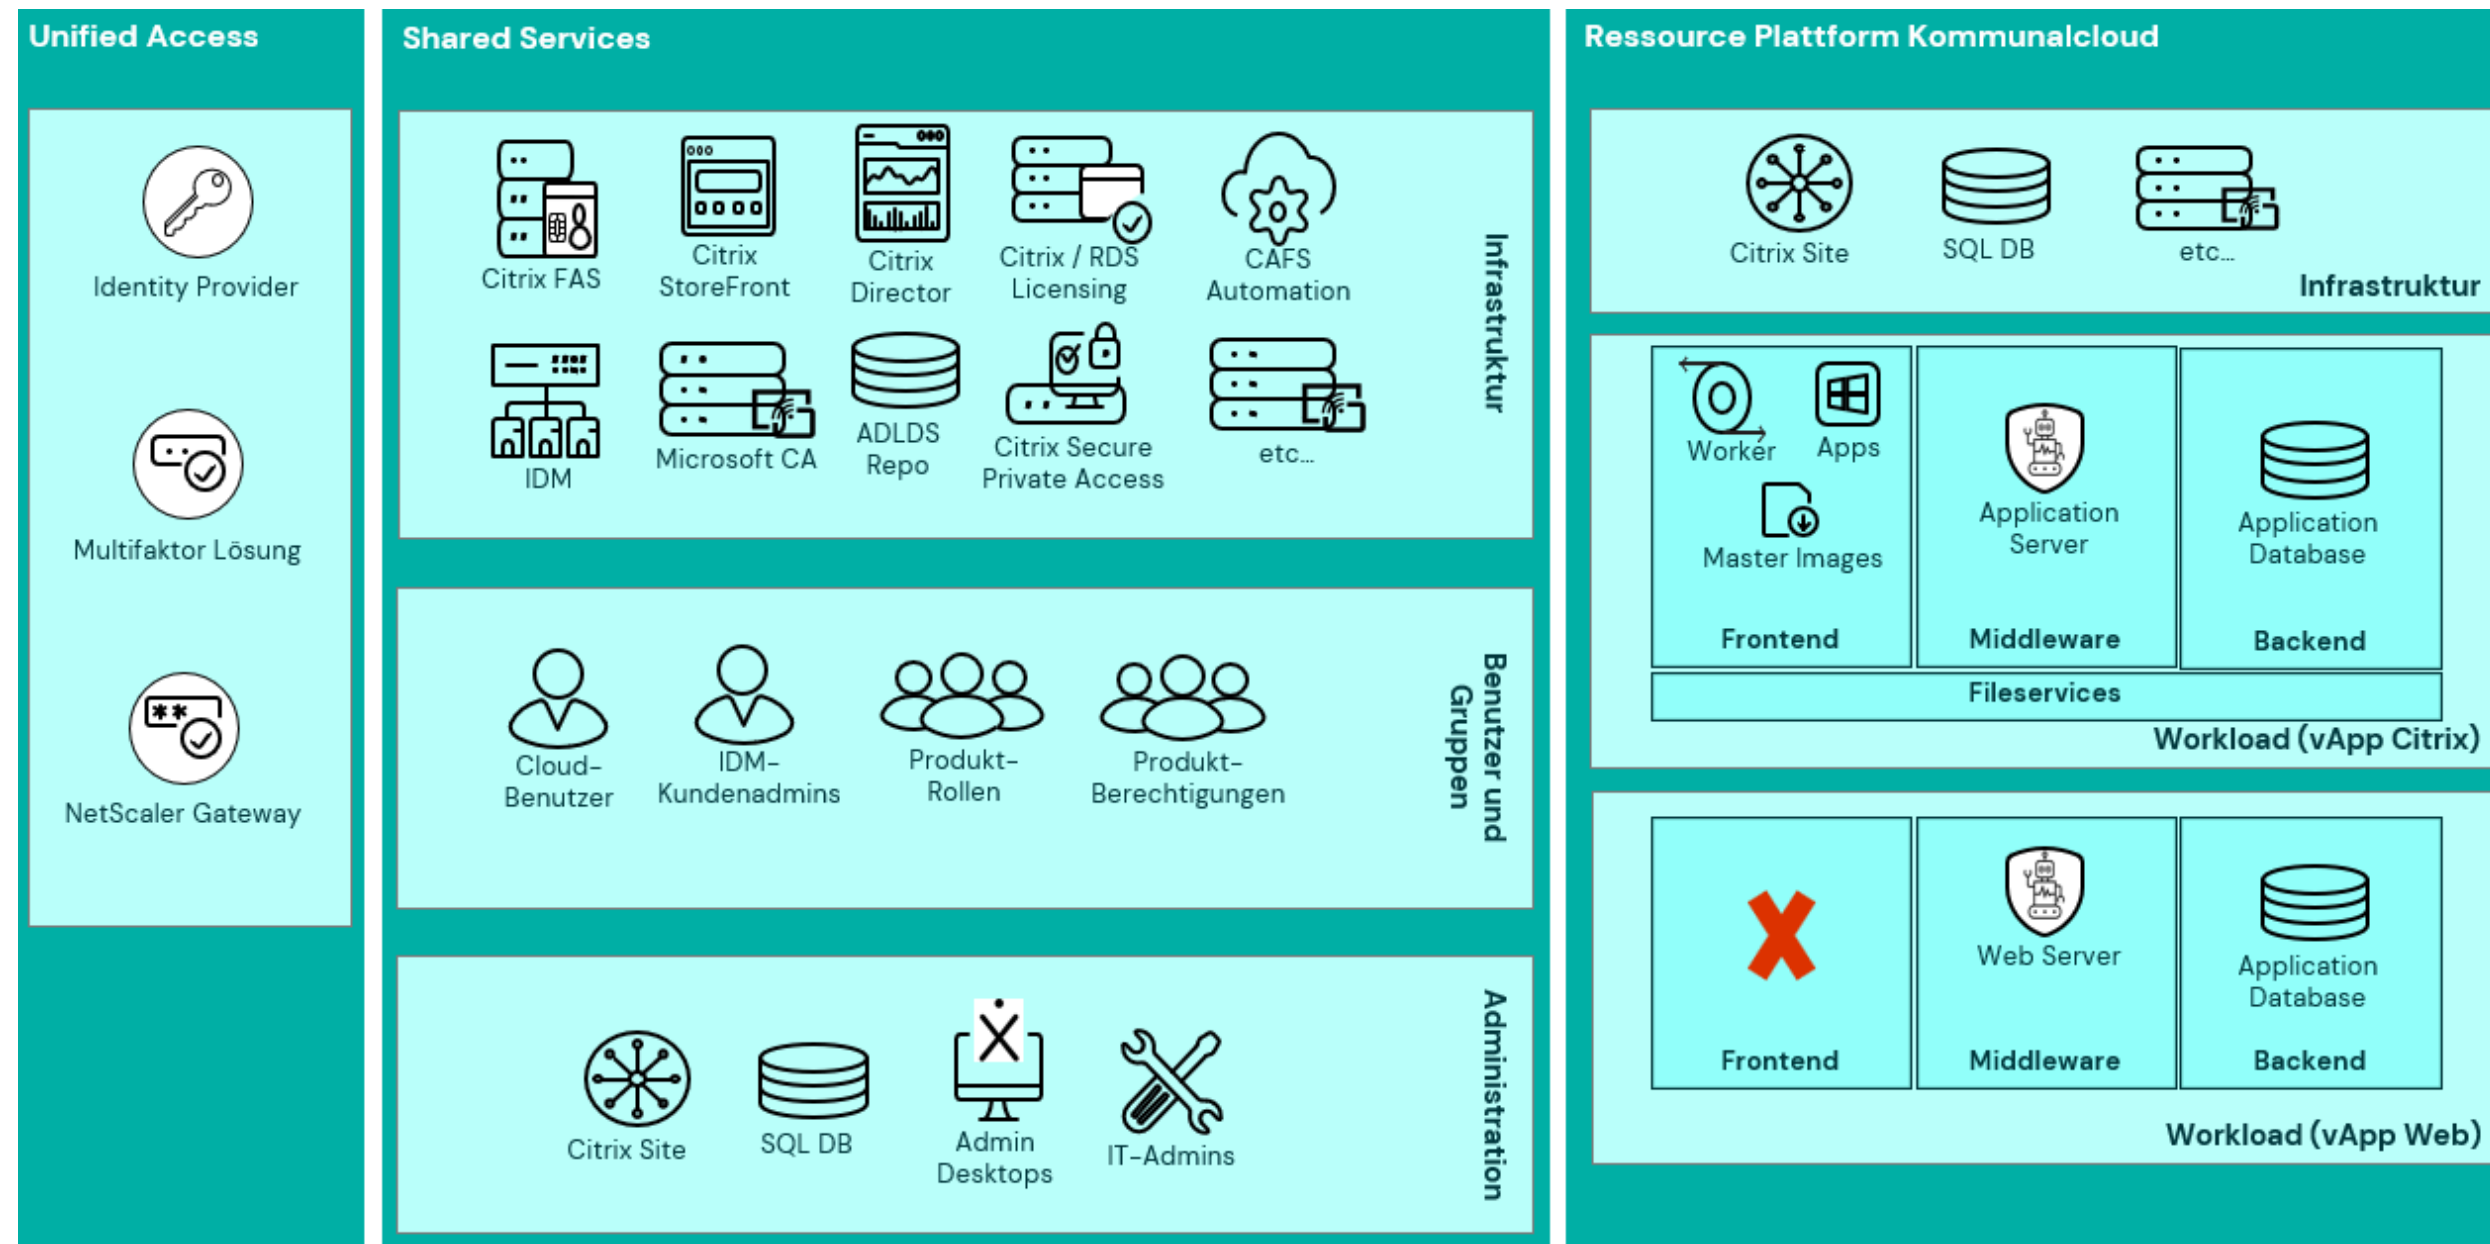 Unified Access
Identity Provider
Multifaktor Lösung
NetScaler Gateway
Shared Services
Citrix FAS
Citrix
StoreFront
Citrix
Director
Citrix / RDS
Licensing
CAFS
Automation
IDM
Microsoft CA
ADLDS
Repo
Citrix Secure
Private Access
etc...
Infrastruktur
Cloud-
Benutzer
IDM-
Kundenadmins
Produkt-
Rollen
Produkt-
Berechtigungen
Benutzer und
Gruppen
Citrix Site
SQL DB
Admin
Desktops
IT-Admins
Administration
Ressource Plattform Kommunalcloud
Citrix Site
SQL DB
etc...
Infrastruktur
Worker
Apps
Master Images
Frontend
Application
Server
Middleware
Application
Database
Backend
Fileservices
Workload (vApp Citrix)
Frontend
Web Server
Middleware
Application
Database
Backend
Workload (vApp Web)